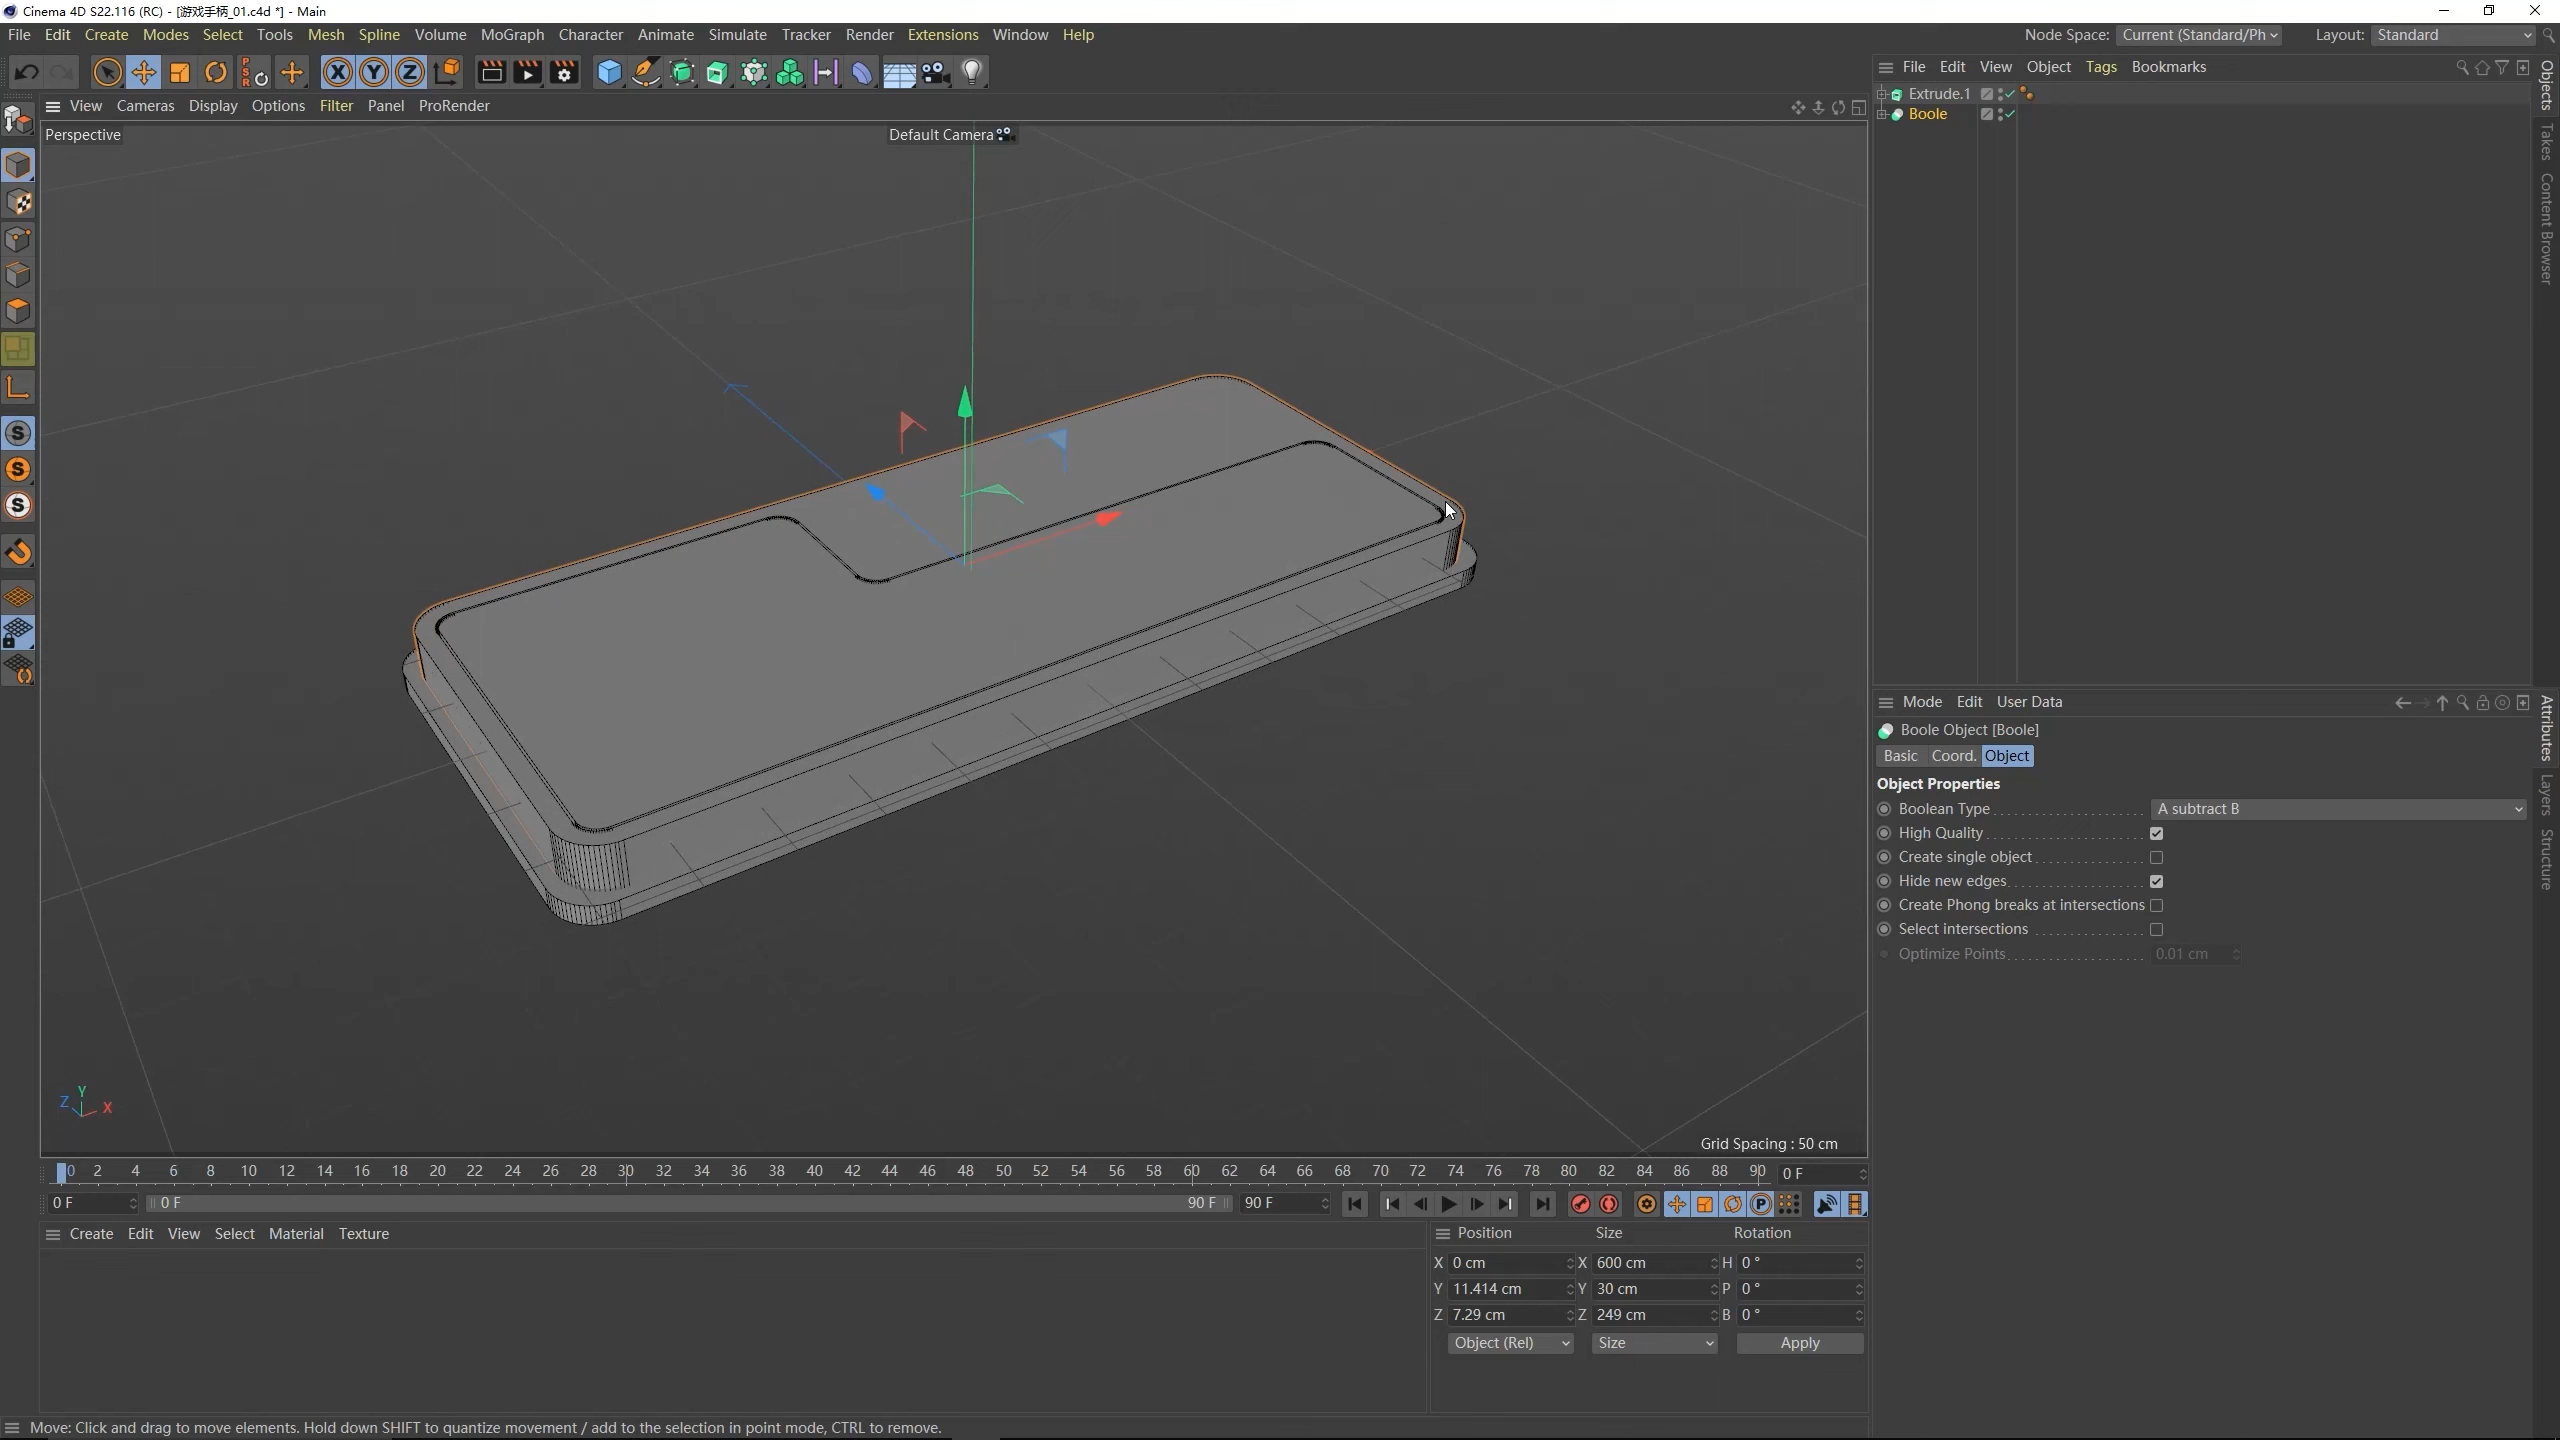 Cinema 4D S22.116 (RC) - [游戏手柄_01.c4d *] - Main
File Edit Create Modes Select Tools Mesh Spline Volume MoGraph Character Animate Simulate Tracker Render Extensions Window Help
Node Space: Current (Standard/Ph Layout: Standard
File Edit View Object Tags Bookmarks
View Cameras Display Options Filter Panel ProRender
Perspective
Default Camera
Extrude.1
Boole
Objects
Takes
Content Browser
Mode Edit User Data
Boole Object [Boole]
Basic Coord. Object
Object Properties
Boolean Type A subtract B
High Quality
Create single object
Hide new edges
Create Phong breaks at intersections
Select intersections
Optimize Points 0.01 cm
Attributes
Layers
Structure
Y
Z X
Grid Spacing : 50 cm
0 2 4 6 8 10 12 14 16 18 20 22 24 26 28 30 32 34 36 38 40 42 44 46 48 50 52 54 56 58 60 62 64 66 68 70 72 74 76 78 80 82 84 86 88 90 0 F
0 F 0 F 90 F 90 F
Create Edit View Select Material Texture
Position Size Rotation
X 0 cm X 600 cm H 0 °
Y 11.414 cm Y 30 cm P 0 °
Z 7.29 cm Z 249 cm B 0 °
Object (Rel) Size Apply
Move: Click and drag to move elements. Hold down SHIFT to quantize movement / add to the selection in point mode, CTRL to remove.